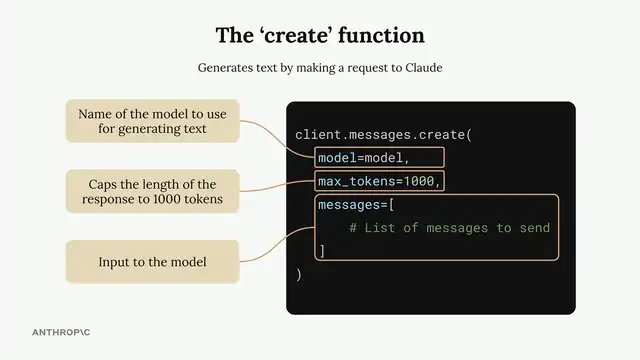 The ‘create’ function
Generates text by making a request to Claude
Name of the model to use
for generating text
Caps the length of the
response to 1000 tokens
Input to the model
client.messages.create(
model=model,
max_tokens=1000,
messages=[
# List of messages to send
]
)
ANTHROP\C